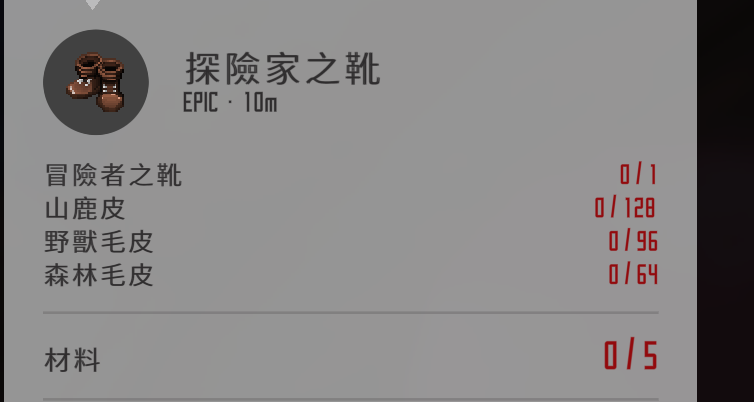 探險家之靴
EPIC · 10m
冒險者之靴 0/1
山鹿皮 0/128
野獸毛皮 0/96
森林毛皮 0/64
材料 0/5